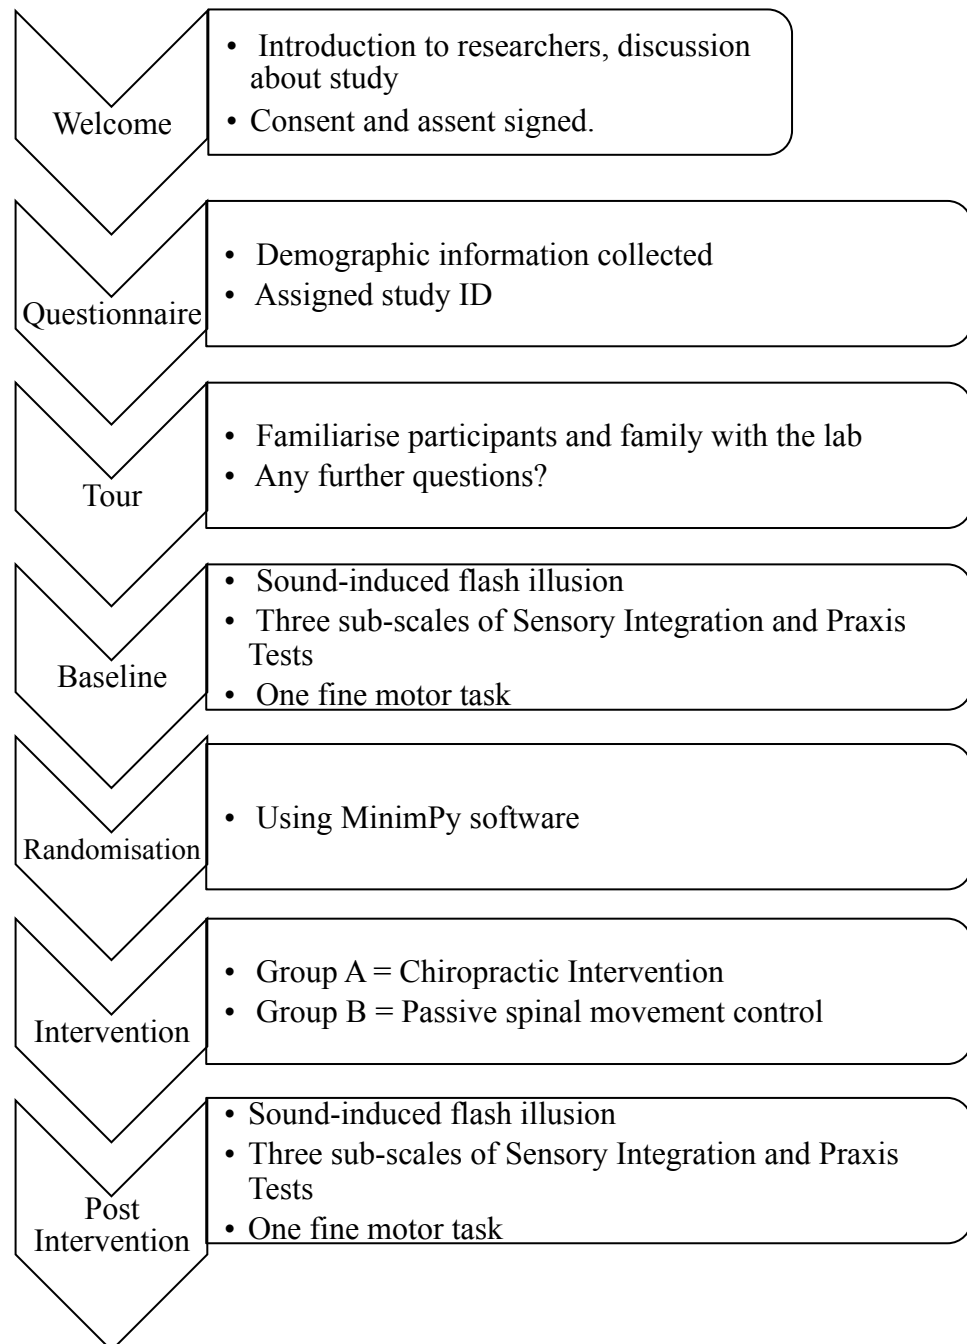 Welcome
• Introduction to researchers, discussion
about study
• Consent and assent signed.
Questionnaire
• Demographic information collected
• Assigned study ID
Tour
• Familiarise participants and family with the lab
• Any further questions?
Baseline
• Sound-induced flash illusion
• Three sub-scales of Sensory Integration and Praxis
Tests
• One fine motor task
Randomisation
• Using MinimPy software
Intervention
• Group A = Chiropractic Intervention
• Group B = Passive spinal movement control
Post
Intervention
• Sound-induced flash illusion
• Three sub-scales of Sensory Integration and Praxis
Tests
• One fine motor task